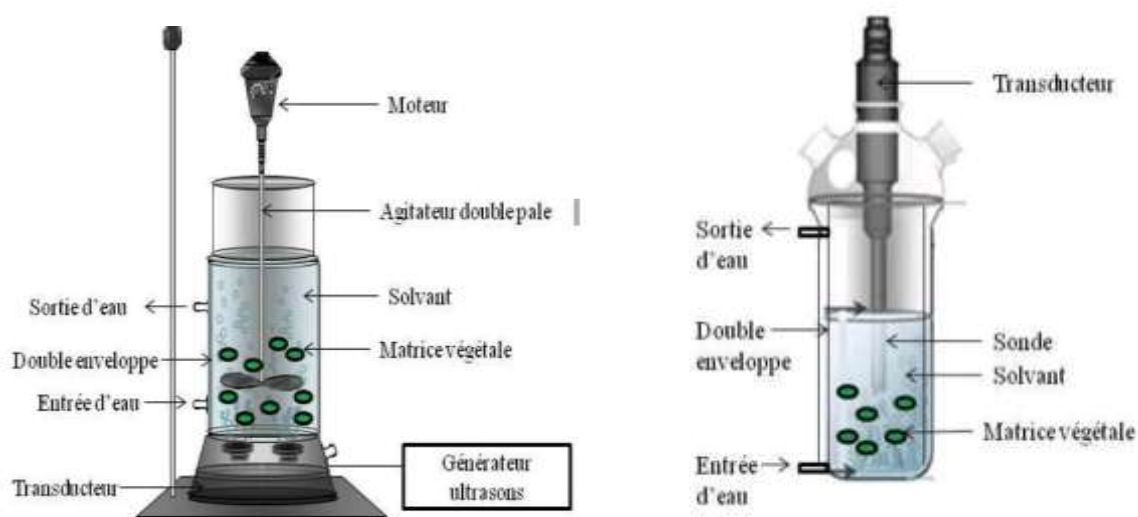 Moteur
Agitateur double pale
Sortie d'eau
Solvant
Double enveloppe
Matrice végétale
Entrée d'eau
Transducteur
Générateur
ultrasons
Transducteur
Sortie
d'eau
Double
enveloppe
Sonde
Solvant
Matrice végétale
Entrée
d'eau